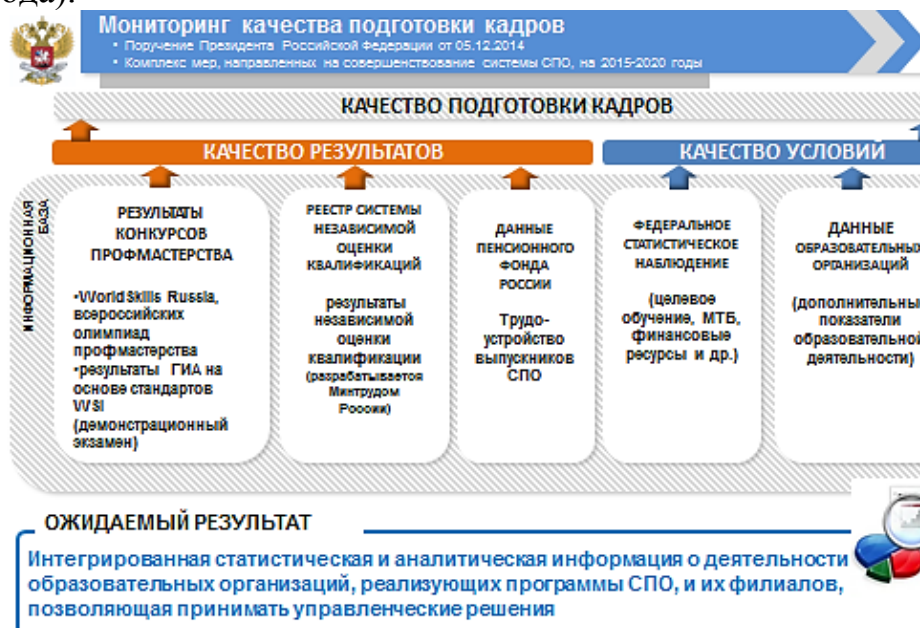 ода).
Мониторинг качества подготовки кадров
• Поручение Президента Российской Федерации от 05.12.2014
• Комплекс мер, направленных на совершенствование системы СПО, на 2015-2020 годы
КАЧЕСТВО ПОДГОТОВКИ КАДРОВ
КАЧЕСТВО РЕЗУЛЬТАТОВ
КАЧЕСТВО УСЛОВИЙ
ИНФОРМАЦИОННАЯ
БАЗА
РЕЗУЛЬТАТЫ
КОНКУРСОВ
ПРОФМАСТЕРСТВА
•WorldSkills Russia,
всероссийских
олимпиад
профмастерства
•результаты ГИА на
основе стандартов
WSI
(демонстрационный
экзамен)
РЕЕСТР СИСТЕМЫ
НЕЗАВИСИМОЙ
ОЦЕНКИ
КВАЛИФИКАЦИЙ
результаты
независимой
оценки
квалификации
(разрабатывается
Минтрудом
России)
ДАННЫЕ
ПЕНСИОННОГО
ФОНДА
РОССИИ
Трудо-
устройство
выпускников
СПО
ФЕДЕРАЛЬНОЕ
СТАТИСТИЧЕСКОЕ
НАБЛЮДЕНИЕ
(целевое
обучение, МТБ,
финансовые
ресурсы и др.)
ДАННЫЕ
ОБРАЗОВАТЕЛЬНЫХ
ОРГАНИЗАЦИЙ
(дополнительны
показатели
образовательной
деятельности)
ОЖИДАЕМЫЙ РЕЗУЛЬТАТ
Интегрированная статистическая и аналитическая информация о деятельности
образовательных организаций, реализующих программы СПО, и их филиалов,
позволяющая принимать управленческие решения